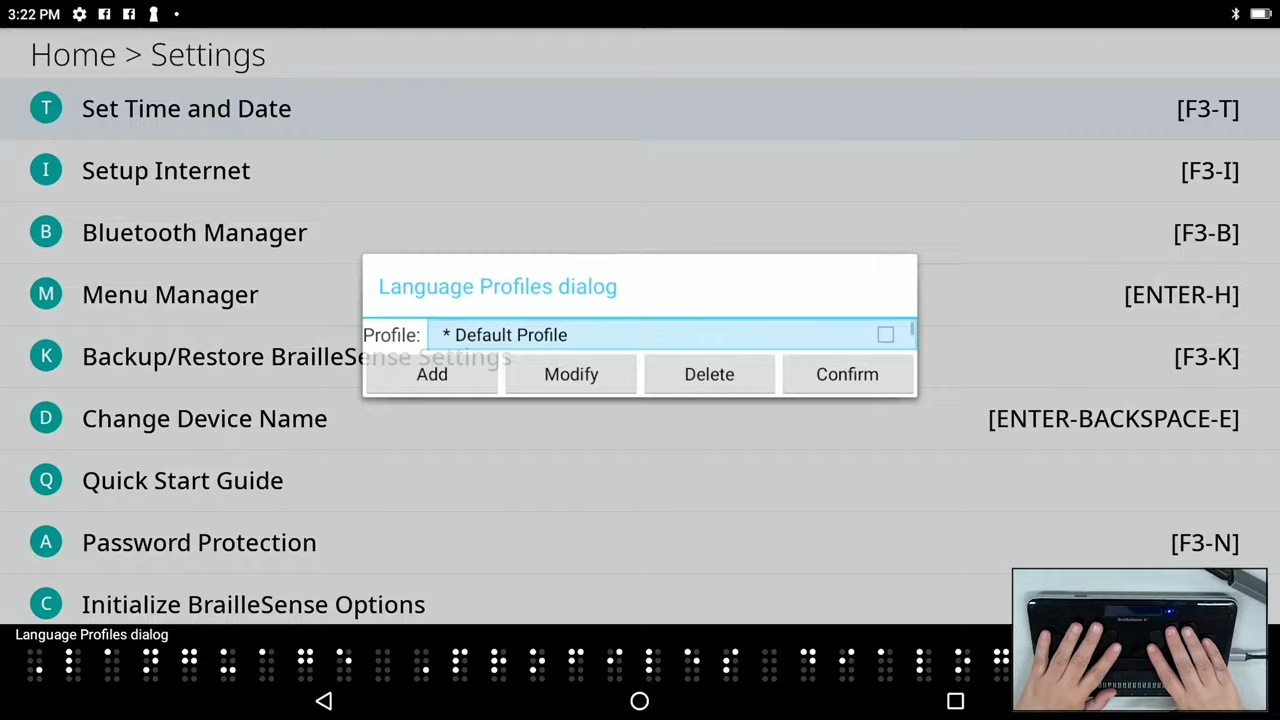 3:22 PM
Home > Settings
T Set Time and Date [F3-T]
I Setup Internet [F3-I]
B Bluetooth Manager [F3-B]
M Menu Manager [ENTER-H]
K Backup/Restore BrailleSense Settings [F3-K]
D Change Device Name [ENTER-BACKSPACE-E]
Q Quick Start Guide
A Password Protection [F3-N]
C Initialize BrailleSense Options
Language Profiles dialog
Profile: * Default Profile
Add Modify Delete Confirm
Language Profiles dialog